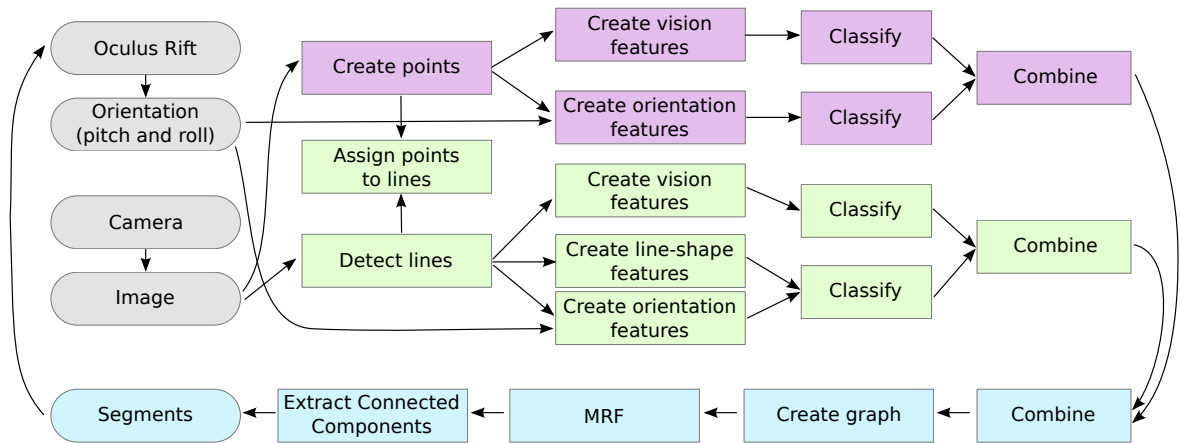 Oculus Rift
Orientation
(pitch and roll)
Camera
Image
Create points
Assign points
to lines
Detect lines
Create vision
features
Create orientation
features
Create vision
features
Create line-shape
features
Create orientation
features
Classify
Classify
Classify
Classify
Combine
Combine
Segments
Extract Connected
Components
MRF
Create graph
Combine